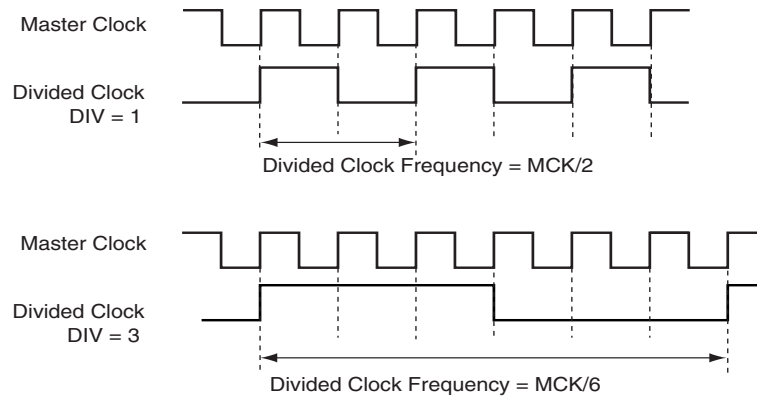 Master Clock
Divided Clock
DIV = 1
Divided Clock Frequency = MCK/2
Master Clock
Divided Clock
DIV = 3
Divided Clock Frequency = MCK/6